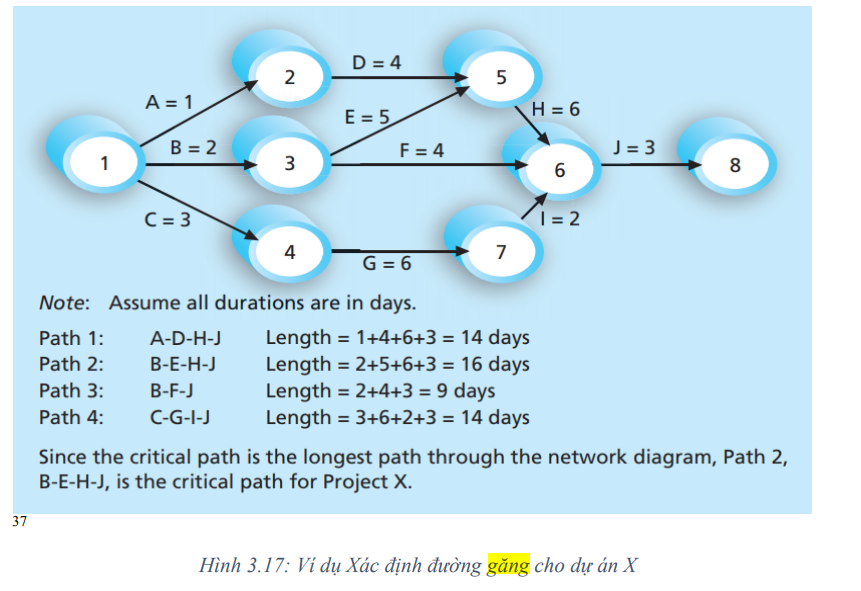 D = 4
2
5
A = 1
H = 6
E = 5
B = 2
F = 4
J = 3
1
3
6
8
C = 3
I = 2
4
7
G = 6
Note: Assume all durations are in days.
Path 1: A-D-H-J Length = 1+4+6+3 = 14 days
Path 2: B-E-H-J Length = 2+5+6+3 = 16 days
Path 3: B-F-J Length = 2+4+3 = 9 days
Path 4: C-G-I-J Length = 3+6+2+3 = 14 days
Since the critical path is the longest path through the network diagram, Path 2,
B-E-H-J, is the critical path for Project X.
37
Hình 3.17: Ví dụ Xác định đường găng cho dự án X